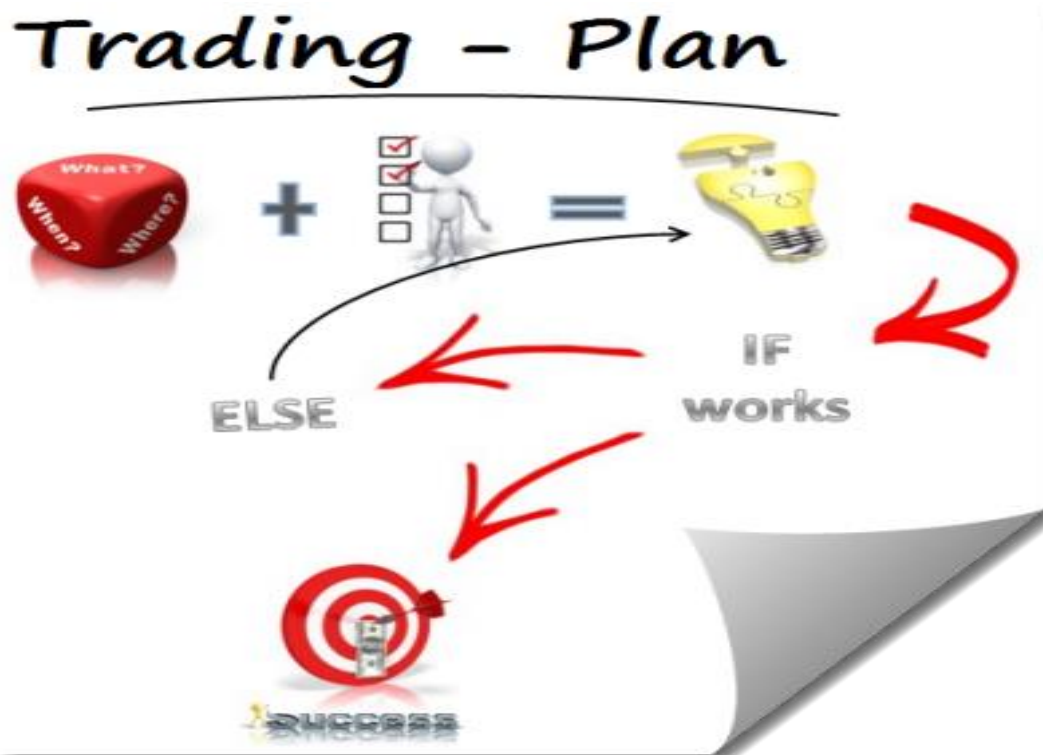 Trading - Plan
What?
When?
Where?
IF
works
ELSE
Success